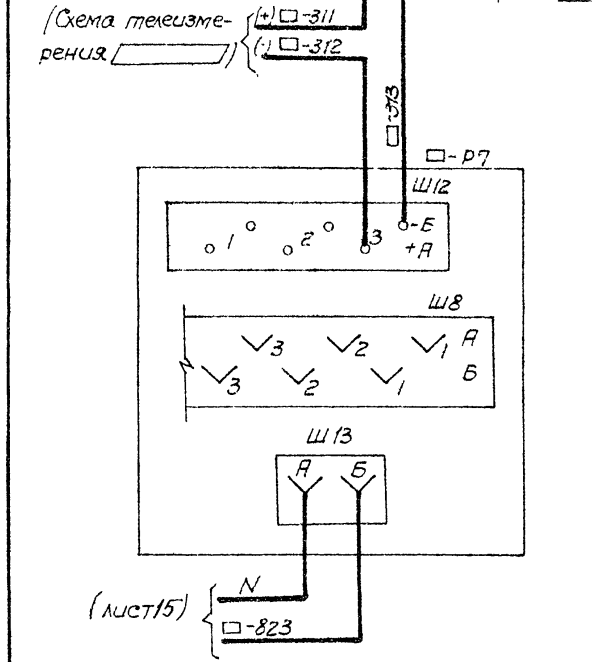 (Схема телеизме-
рения ▱)
(+) □-311
(-) □-312
□-313
□-Р7
Ш12
1 2 3 -Б
+А
Ш8
3 2 1 А
3 2 1 Б
Ш13
А Б
(лист15)
N
□-823